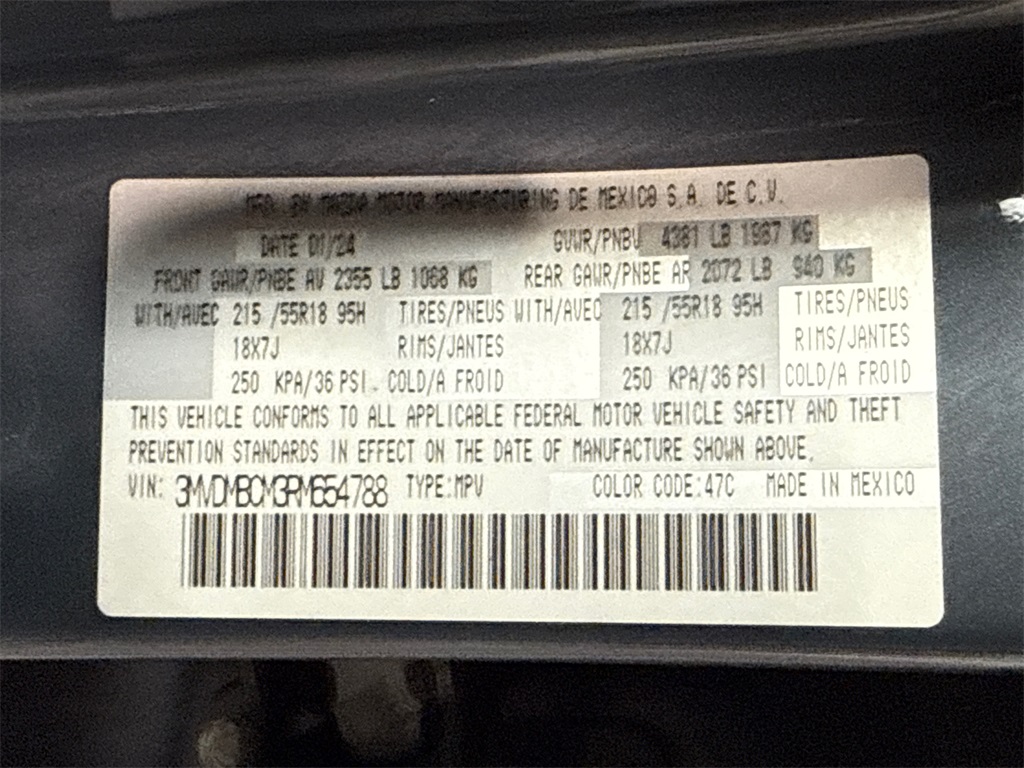 MFD. BY MAZDA MOTOR MANUFACTURING DE MEXICO S.A. DE C.V.
DATE 01/24 GVWR/PNBV 4381 LB 1987 KG
FRONT GAWR/PNBE AV 2355 LB 1068 KG REAR GAWR/PNBE AR 2072 LB 940 KG
WITH/AVEC 215 /55R18 95H TIRES/PNEUS WITH/AVEC 215 /55R18 95H TIRES/PNEUS
18X7J RIMS/JANTES 18X7J RIMS/JANTES
250 KPA/36 PSI. COLD/A FROID 250 KPA/36 PSI COLD/A FROID
THIS VEHICLE CONFORMS TO ALL APPLICABLE FEDERAL MOTOR VEHICLE SAFETY AND THEFT
PREVENTION STANDARDS IN EFFECT ON THE DATE OF MANUFACTURE SHOWN ABOVE.
VIN: 3MVDMBCM3RM654788 TYPE:MPV COLOR CODE:47C MADE IN MEXICO